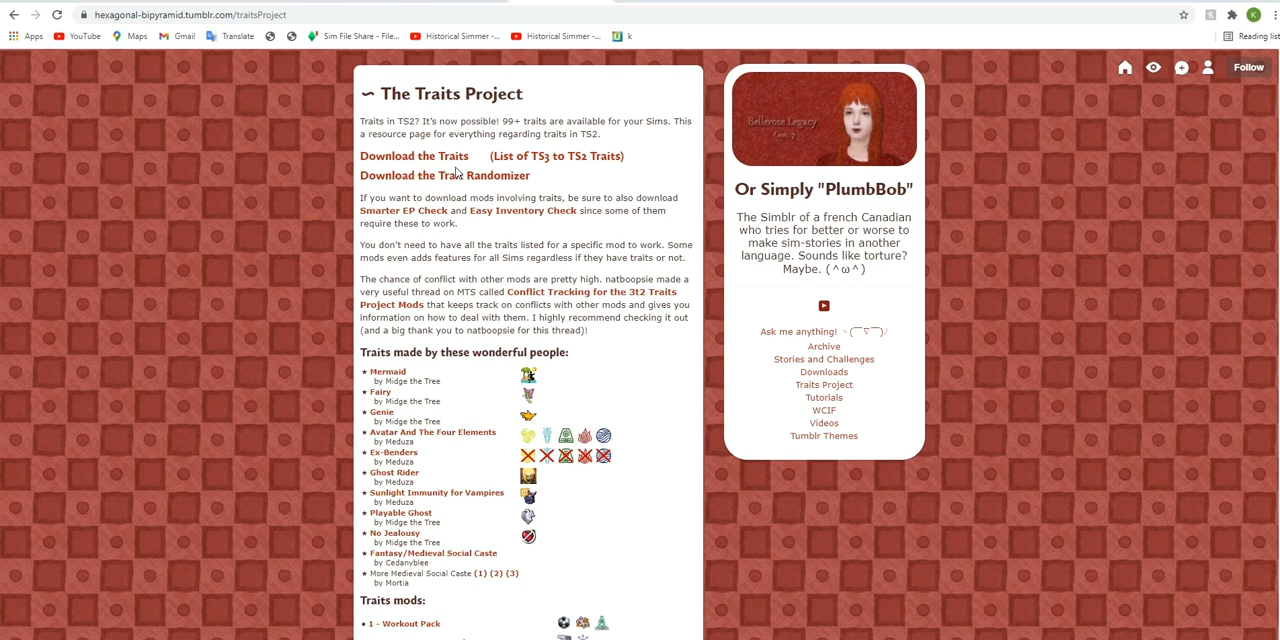 hexagonal-bipyramid.tumblr.com/traitsProject
Apps YouTube Maps Gmail Translate Sim File Share - File... Historical Simmer -... Historical Simmer -... k Reading list
K
Follow
The Traits Project
Traits in TS2? It's now possible! 99+ traits are available for your Sims. This
a resource page for everything regarding traits in TS2.
Download the Traits (List of TS3 to TS2 Traits)
Download the Trait Randomizer
If you want to download mods involving traits, be sure to also download
Smarter EP Check and Easy Inventory Check since some of them
require these to work.
You don't need to have all the traits listed for a specific mod to work. Some
mods even adds features for all Sims regardless if they have traits or not.
The chance of conflict with other mods are pretty high. natboopsie made a
very useful thread on MTS called Conflict Tracking for the 3t2 Traits
Project Mods that keeps track on conflicts with other mods and gives you
information on how to deal with them. I highly recommend checking it out
(and a big thank you to natboopsie for this thread)!
Traits made by these wonderful people:
★ Mermaid
by Midge the Tree
★ Fairy
by Midge the Tree
★ Genie
by Midge the Tree
★ Avatar And The Four Elements
by Meduza
★ Ex-Benders
by Meduza
★ Ghost Rider
by Meduza
★ Sunlight Immunity for Vampires
by Meduza
★ Playable Ghost
by Midge the Tree
★ No Jealousy
by Midge the Tree
★ Fantasy/Medieval Social Caste
by Cedanyblee
★ More Medieval Social Caste (1) (2) (3)
by Mortia
Traits mods:
• 1 - Workout Pack
Bellerose Legacy
Gen. 7
Or Simply "PlumbBob"
The Simblr of a french Canadian
who tries for better or worse to
make sim-stories in another
language. Sounds like torture?
Maybe. (^ω^)
Ask me anything! ヽ(￣▽￣)ﾉ
Archive
Stories and Challenges
Downloads
Traits Project
Tutorials
WCIF
Videos
Tumblr Themes